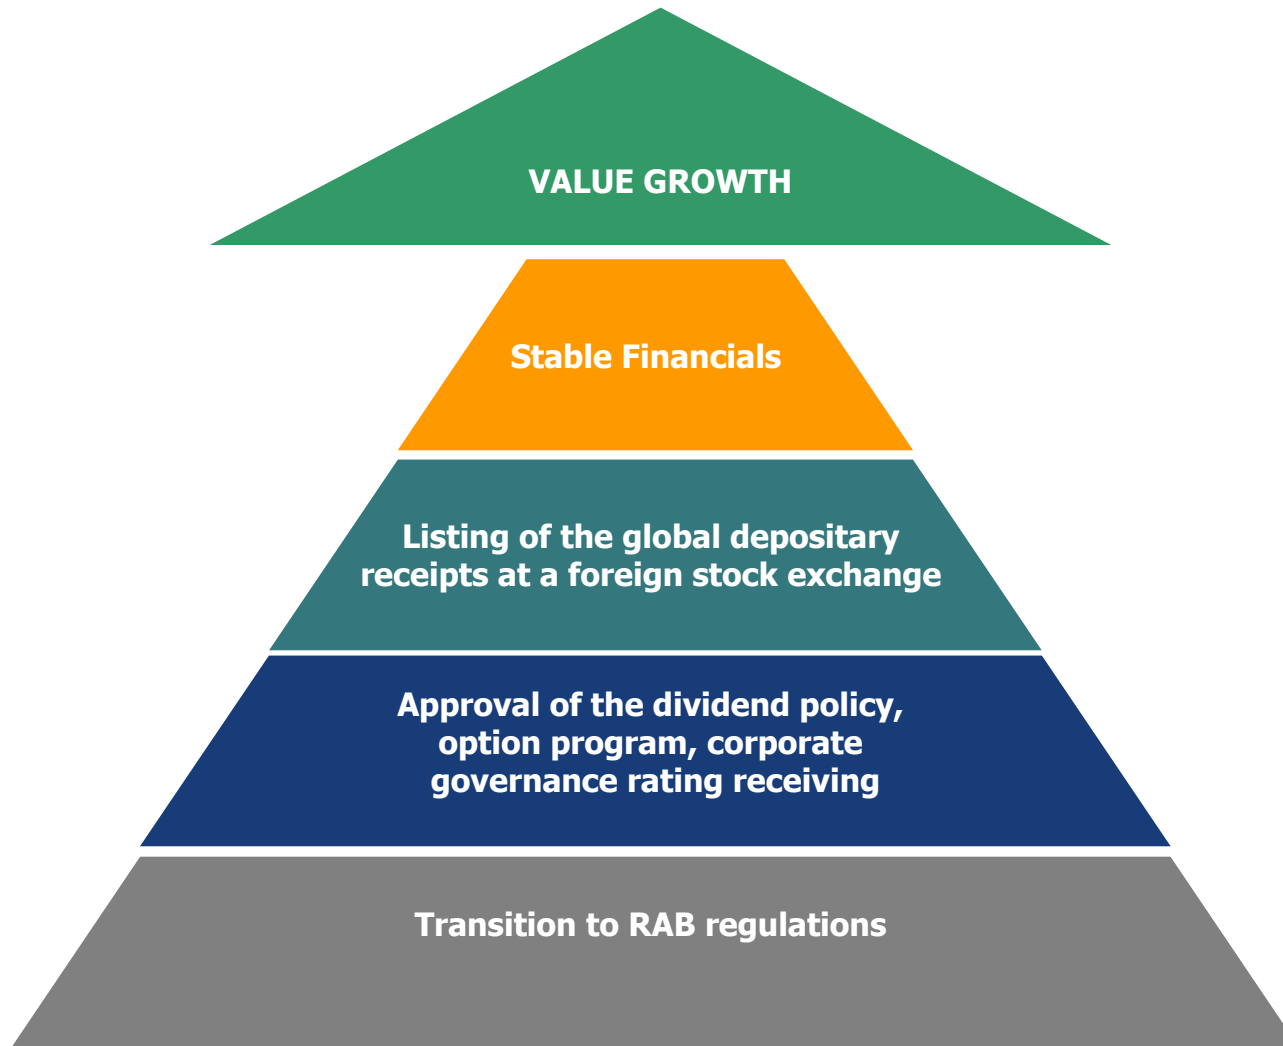 VALUE GROWTH
Stable Financials
Listing of the global depositary
receipts at a foreign stock exchange
Approval of the dividend policy,
option program, corporate
governance rating receiving
Transition to RAB regulations